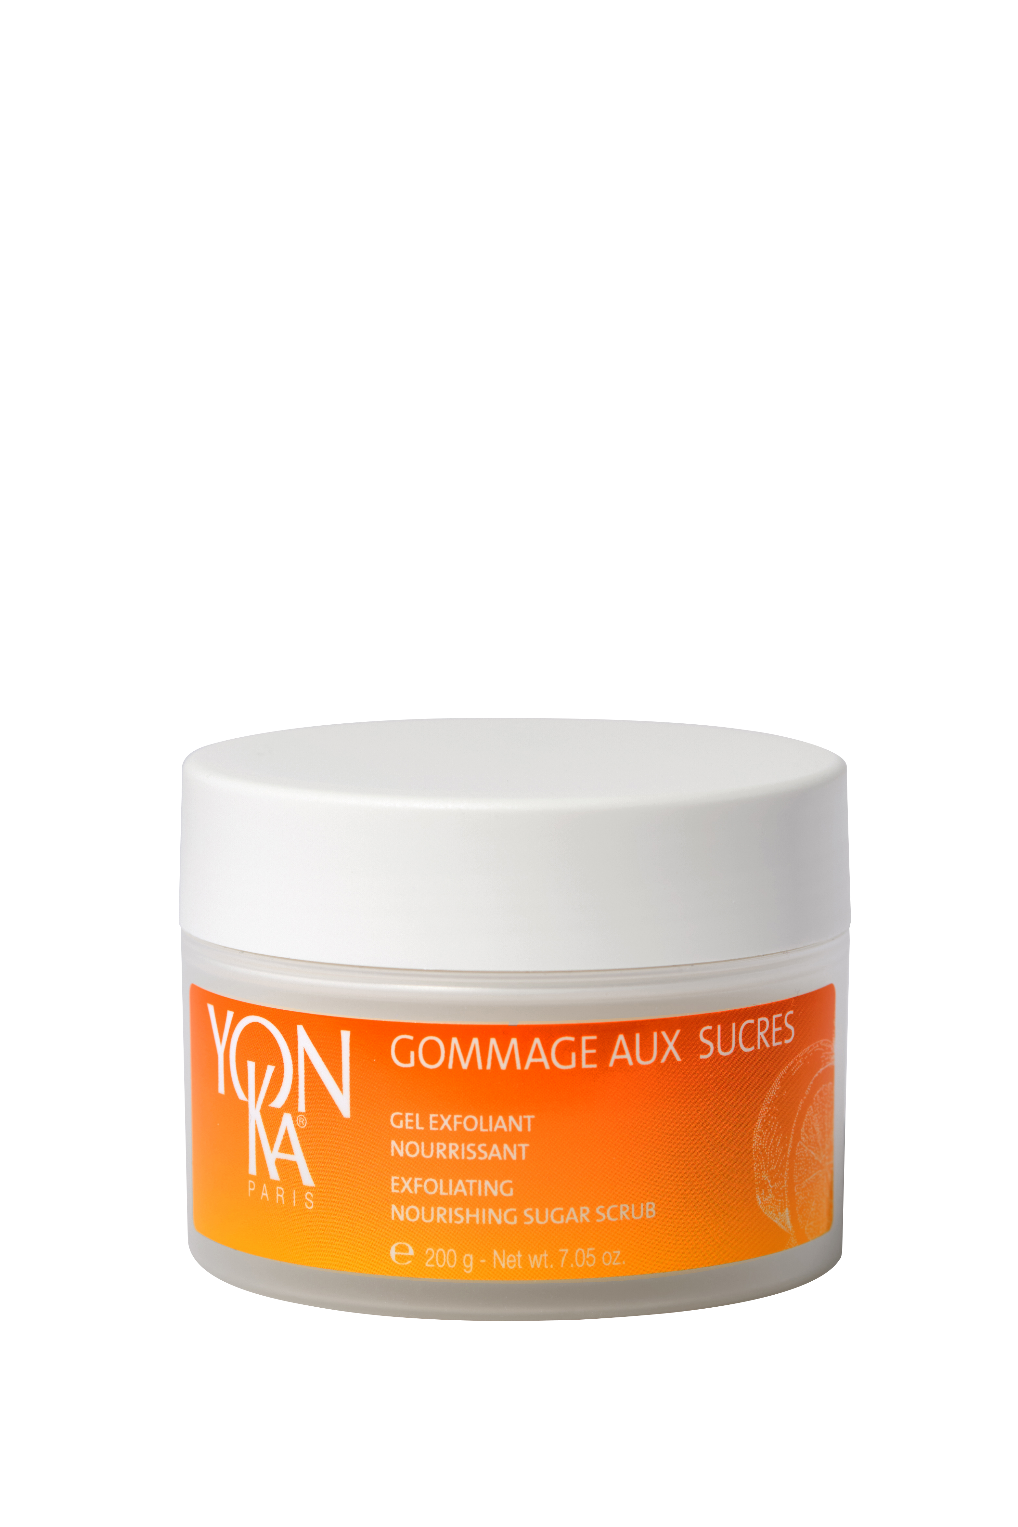 YON
KA®
PARIS
GOMMAGE AUX SUCRES
GEL EXFOLIANT
NOURRISSANT
EXFOLIATING
NOURISHING SUGAR SCRUB
℮ 200 g - Net wt. 7.05 oz.